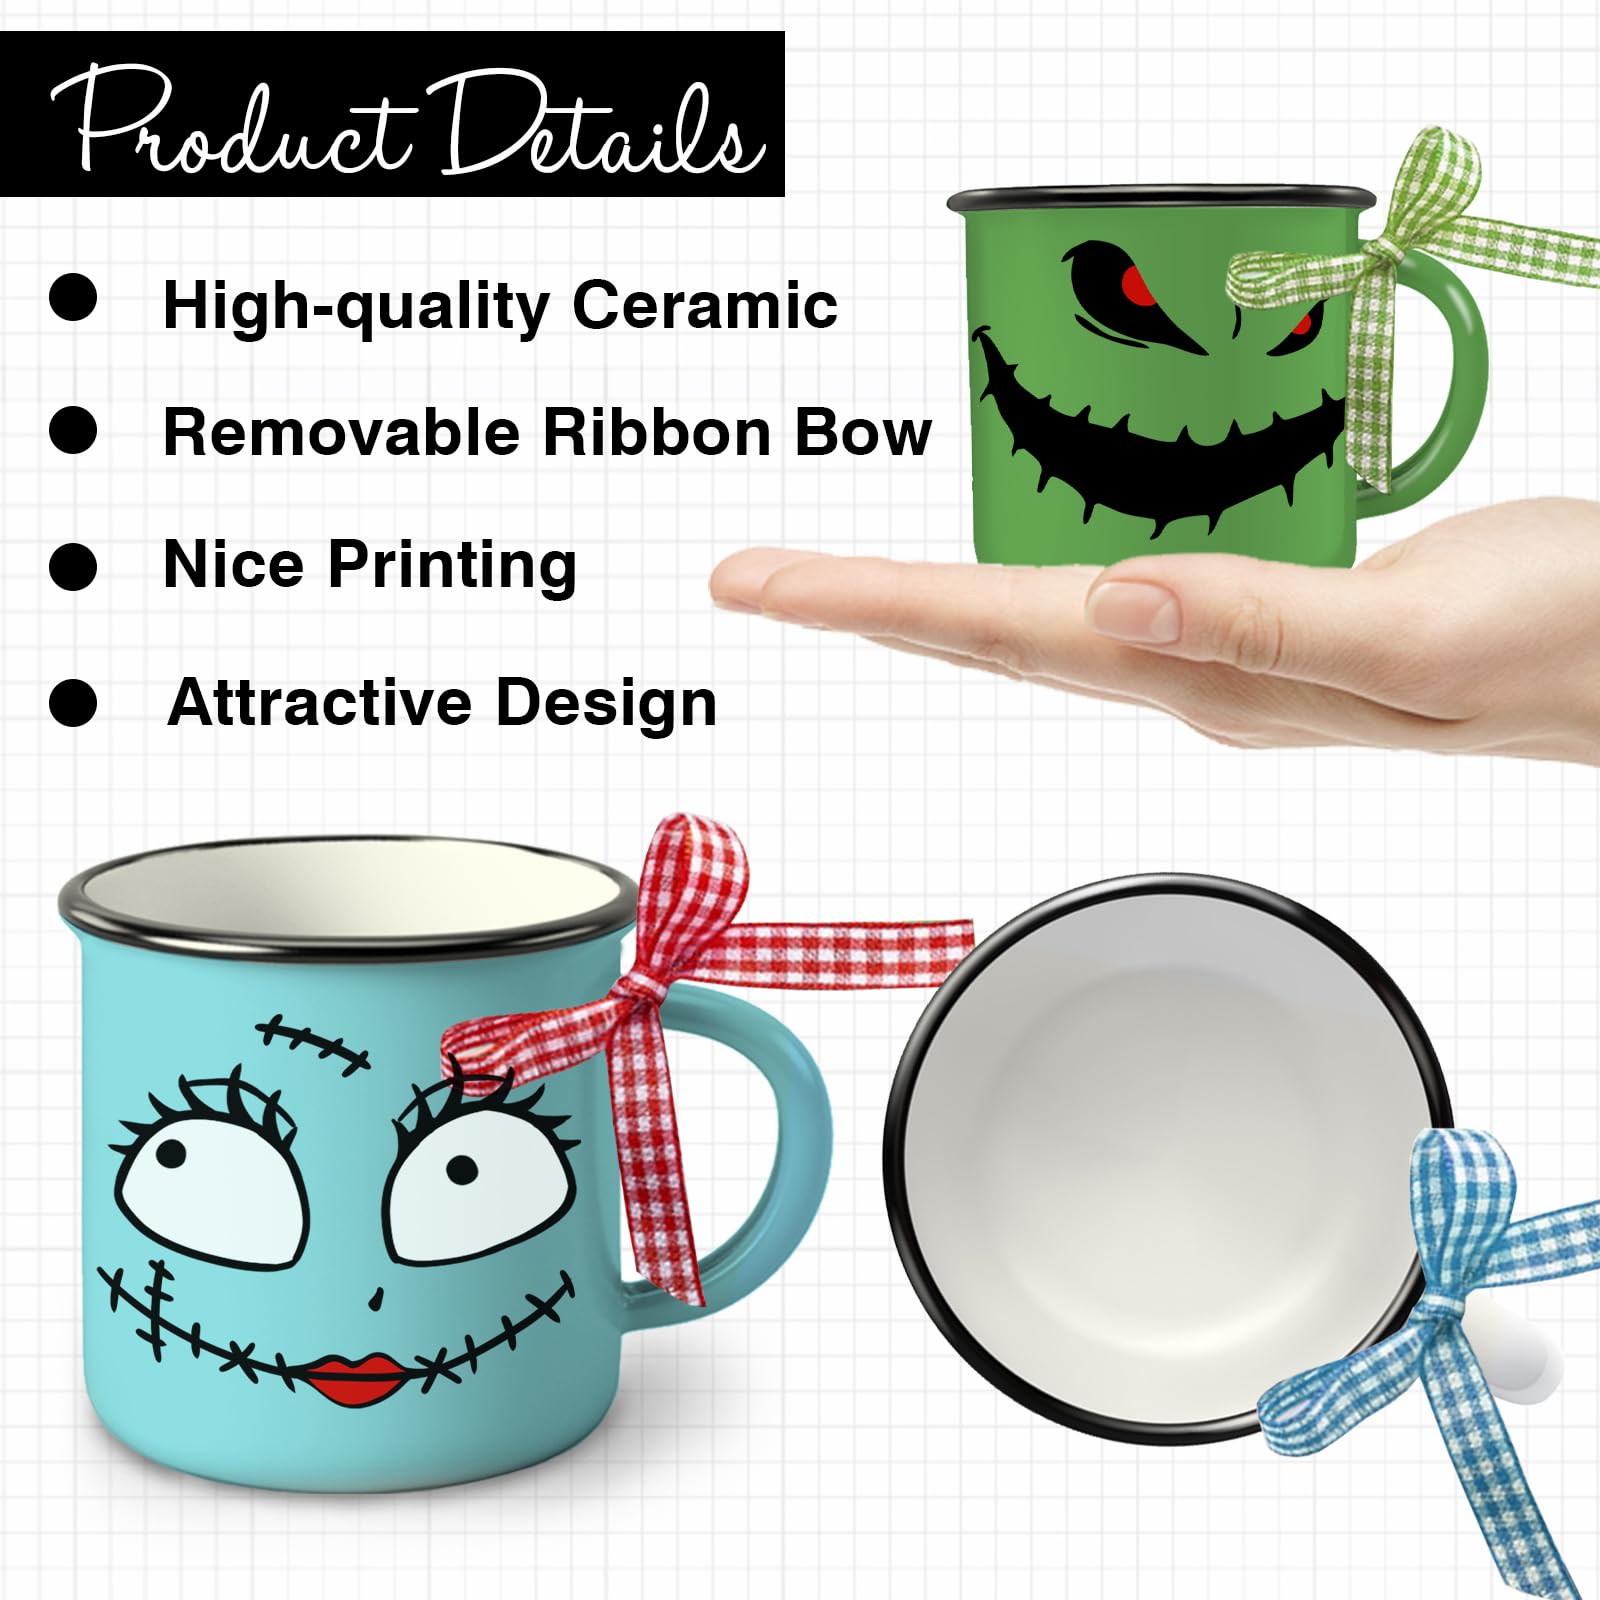 Product Details
High-quality Ceramic
Removable Ribbon Bow
Nice Printing
Attractive Design